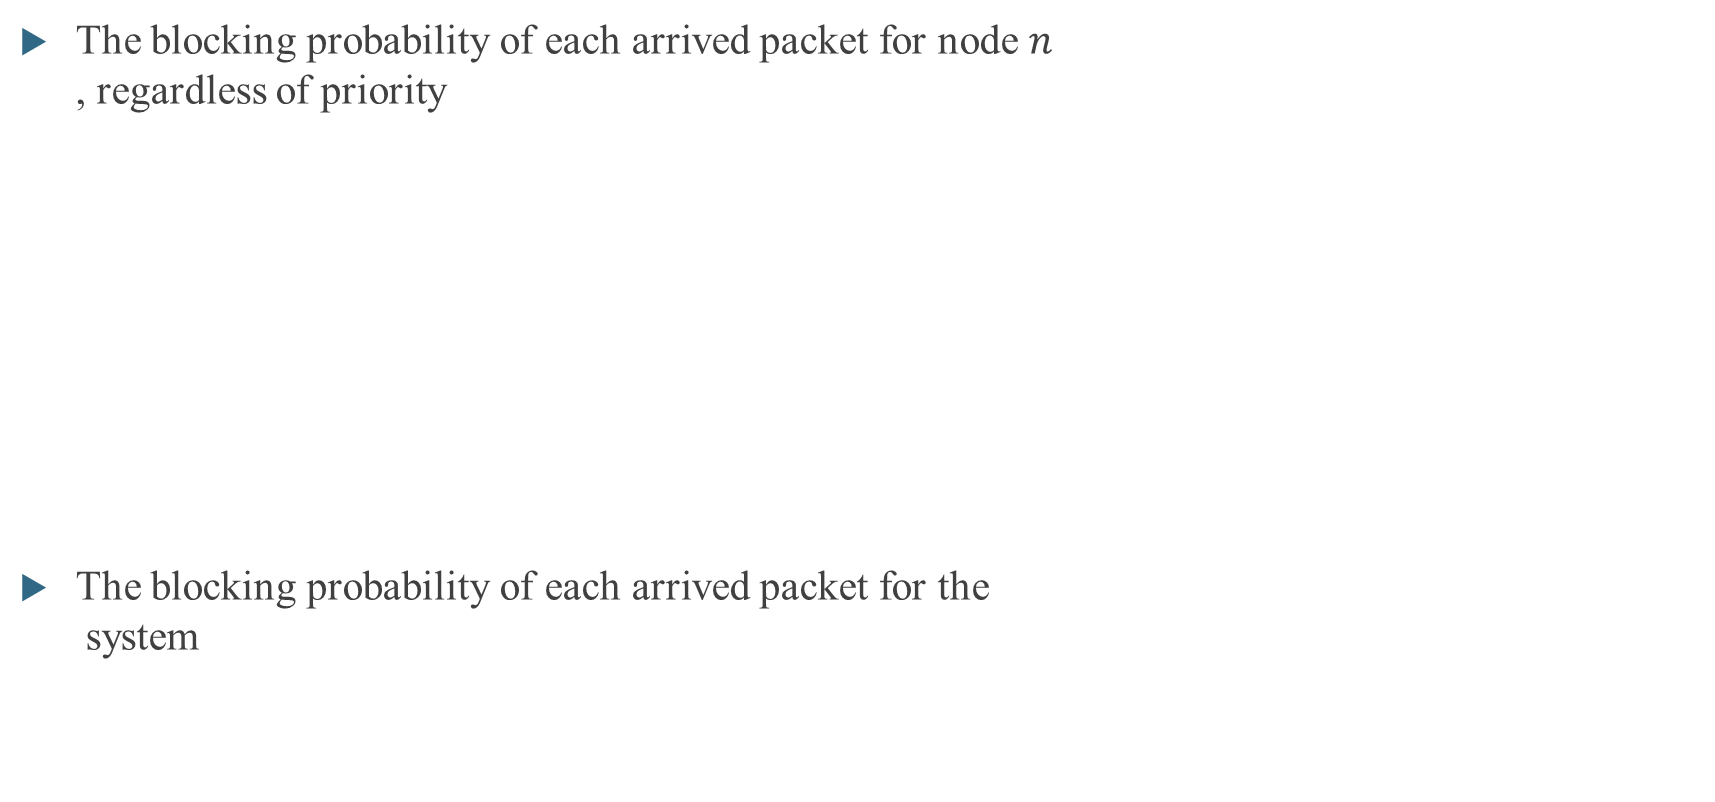 The blocking probability of each arrived packet for node n
, regardless of priority
The blocking probability of each arrived packet for the
system